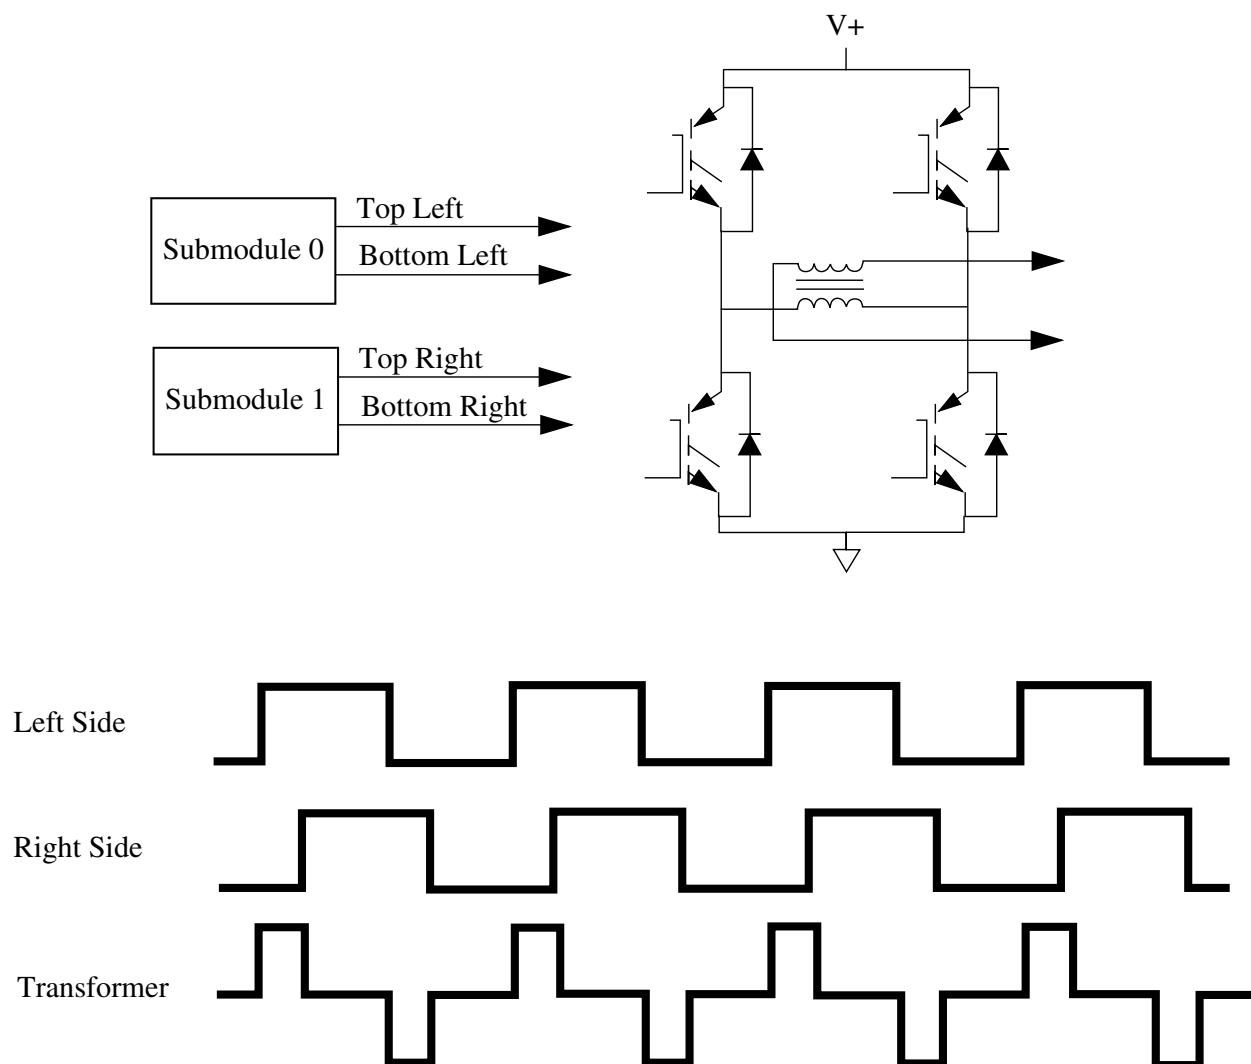 V+
Top Left
Submodule 0
Bottom Left
Top Right
Submodule 1
Bottom Right
Left Side
Right Side
Transformer